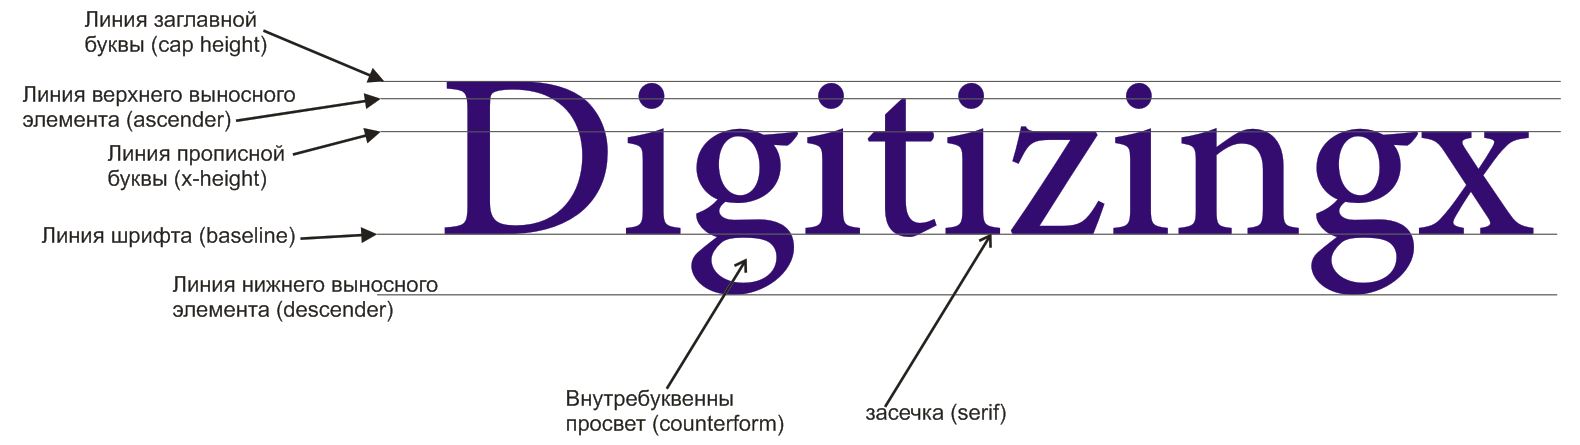 Линия заглавной
буквы (cap height)
Линия верхнего выносного
элемента (ascender)
Линия прописной
буквы (x-height)
Digitizingx
Линия шрифта (baseline)
Линия нижнего выносного
элемента (descender)
Внутребуквенны
просвет (counterform)
засечка (serif)